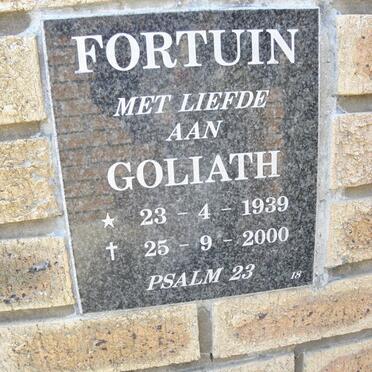 FORTUIN
MET LIEFDE
AAN
GOLIATH
★ 23 - 4 - 1939
✝ 25 - 9 - 2000
PSALM 23
18